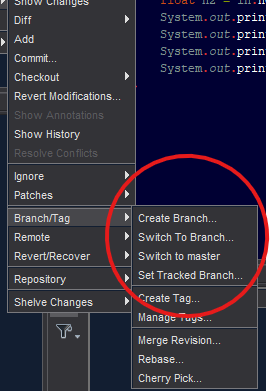 Show Changes
Diff
Add
Commit...
Checkout
Revert Modifications...
Show Annotations
Show History
Resolve Conflicts
Ignore
Patches
Branch/Tag
Remote
Revert/Recover
Repository
Shelve Changes
Create Branch...
Switch To Branch...
Switch to master
Set Tracked Branch...
Create Tag...
Manage Tags...
Merge Revision...
Rebase...
Cherry Pick...
float n2 = in.
System.out.prin
System.out.prin
System.out.prin
System.out.prin